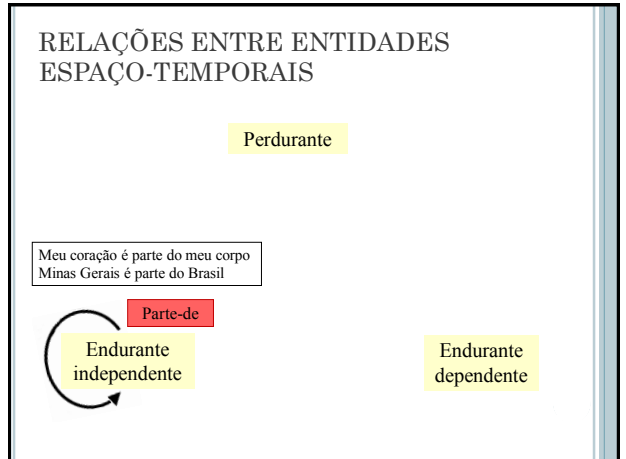 RELAÇÕES ENTRE ENTIDADES
ESPAÇO-TEMPORAIS
Perdurante
Meu coração é parte do meu corpo
Minas Gerais é parte do Brasil
Parte-de
Endurante
independente
Endurante
dependente